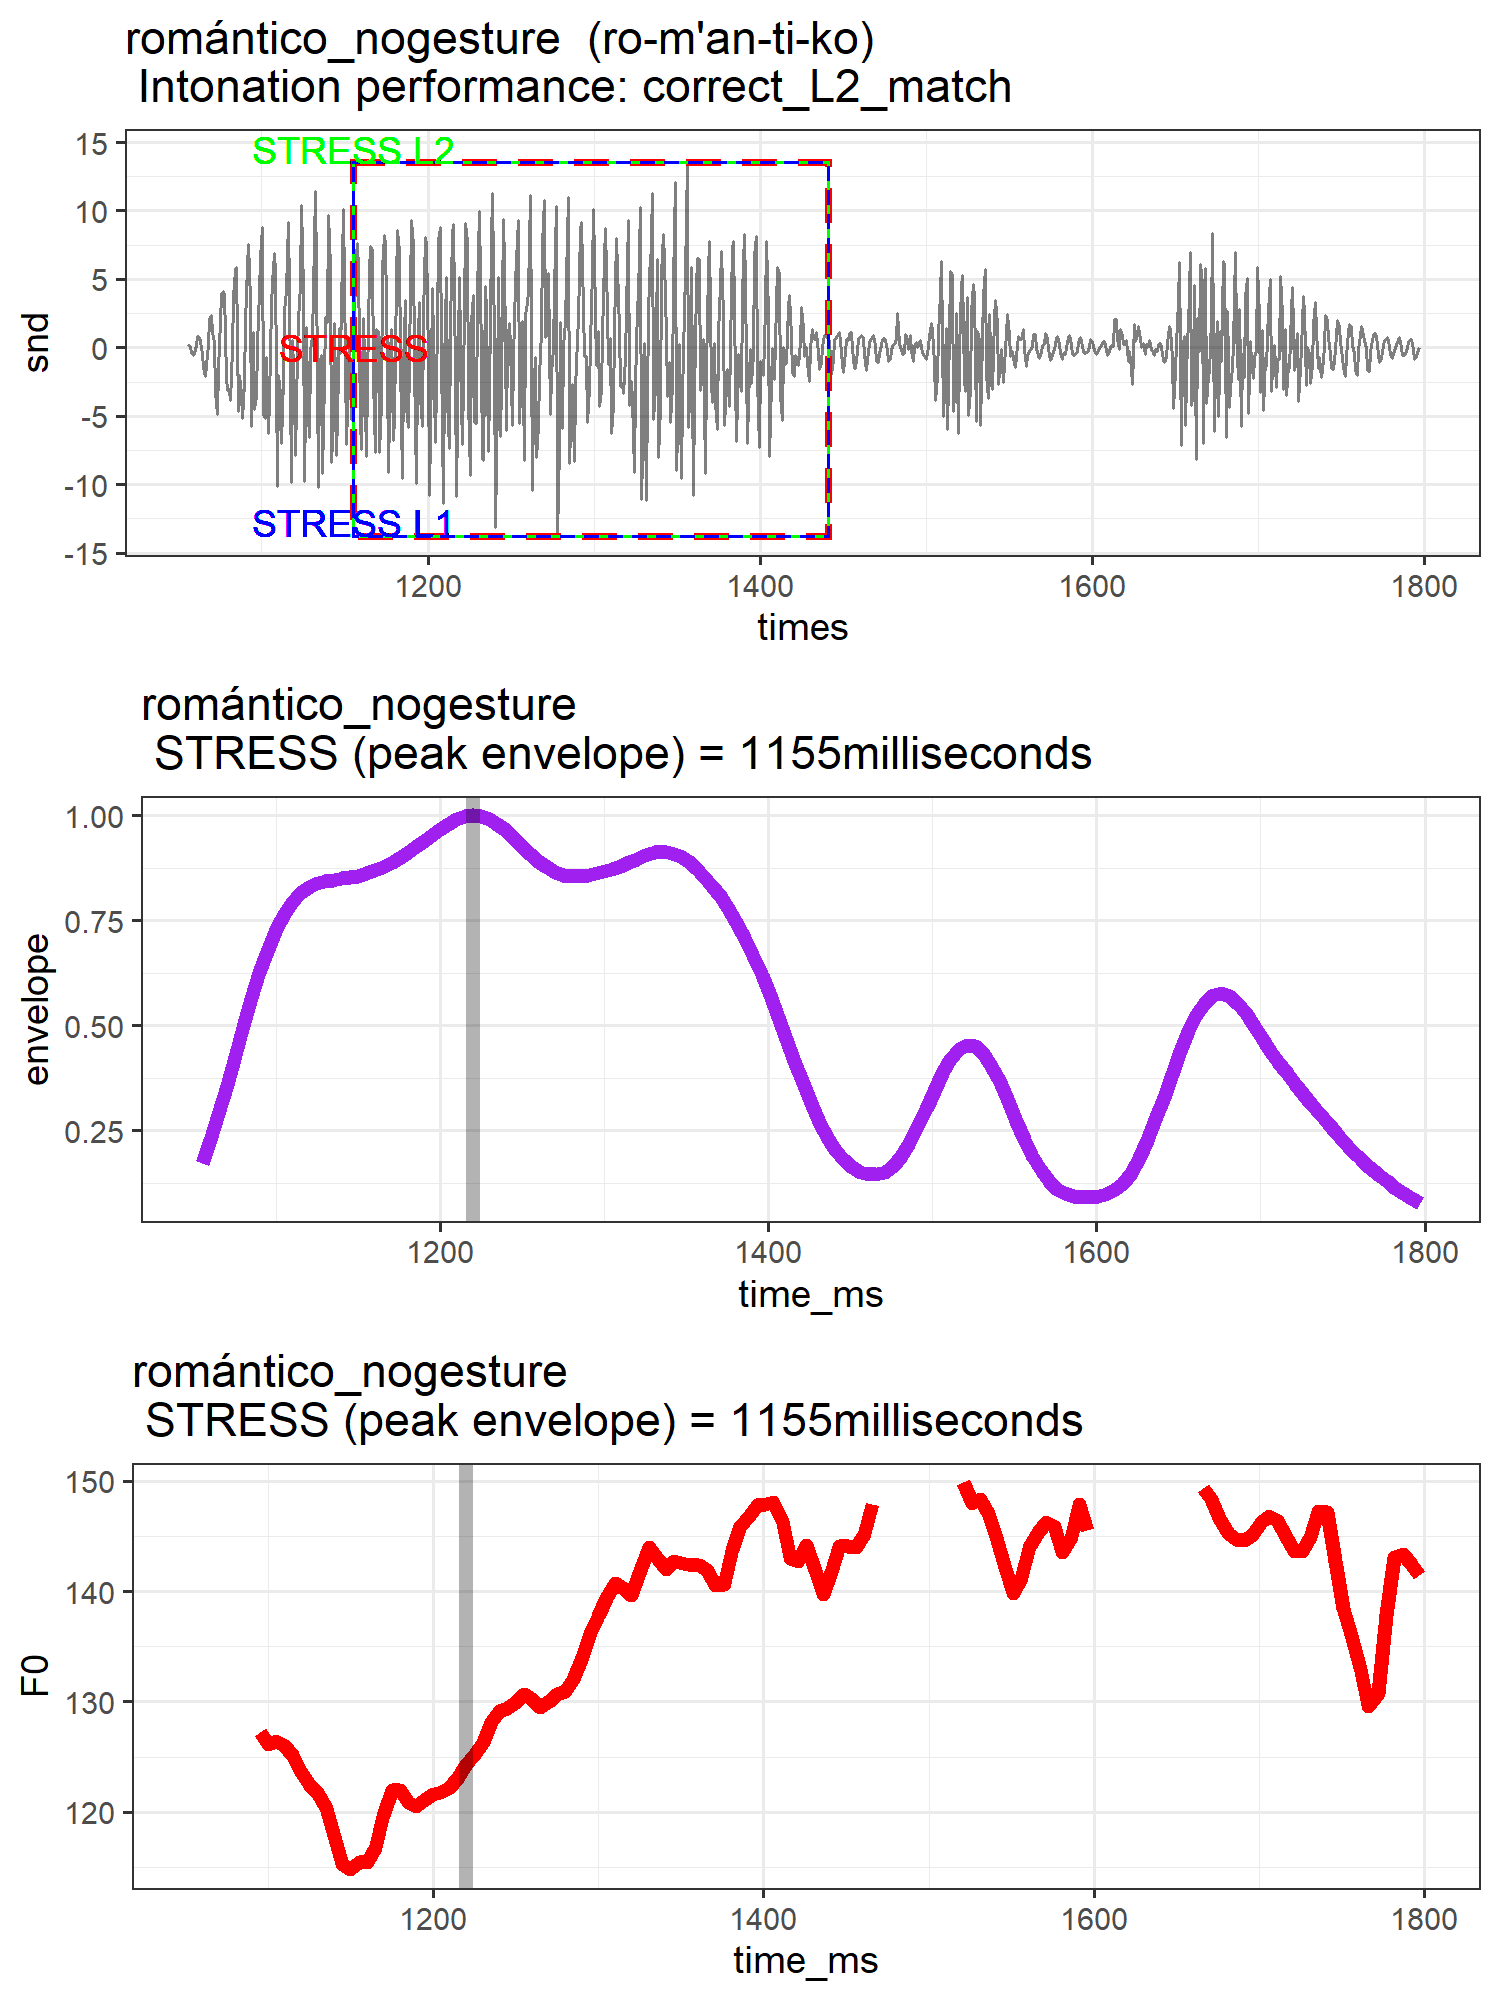 romántico_nogesture  (ro-m'an-ti-ko)
Intonation performance: correct_L2_match
15
10
5
0
-5
-10
-15
snd
STRESS L2
STRESS
STRESS L1
1200
1400
1600
1800
times
romántico_nogesture
STRESS (peak envelope) = 1155milliseconds
1.00
0.75
0.50
0.25
envelope
1200
1400
1600
1800
time_ms
romántico_nogesture
STRESS (peak envelope) = 1155milliseconds
150
140
130
120
F0
1200
1400
1600
1800
time_ms